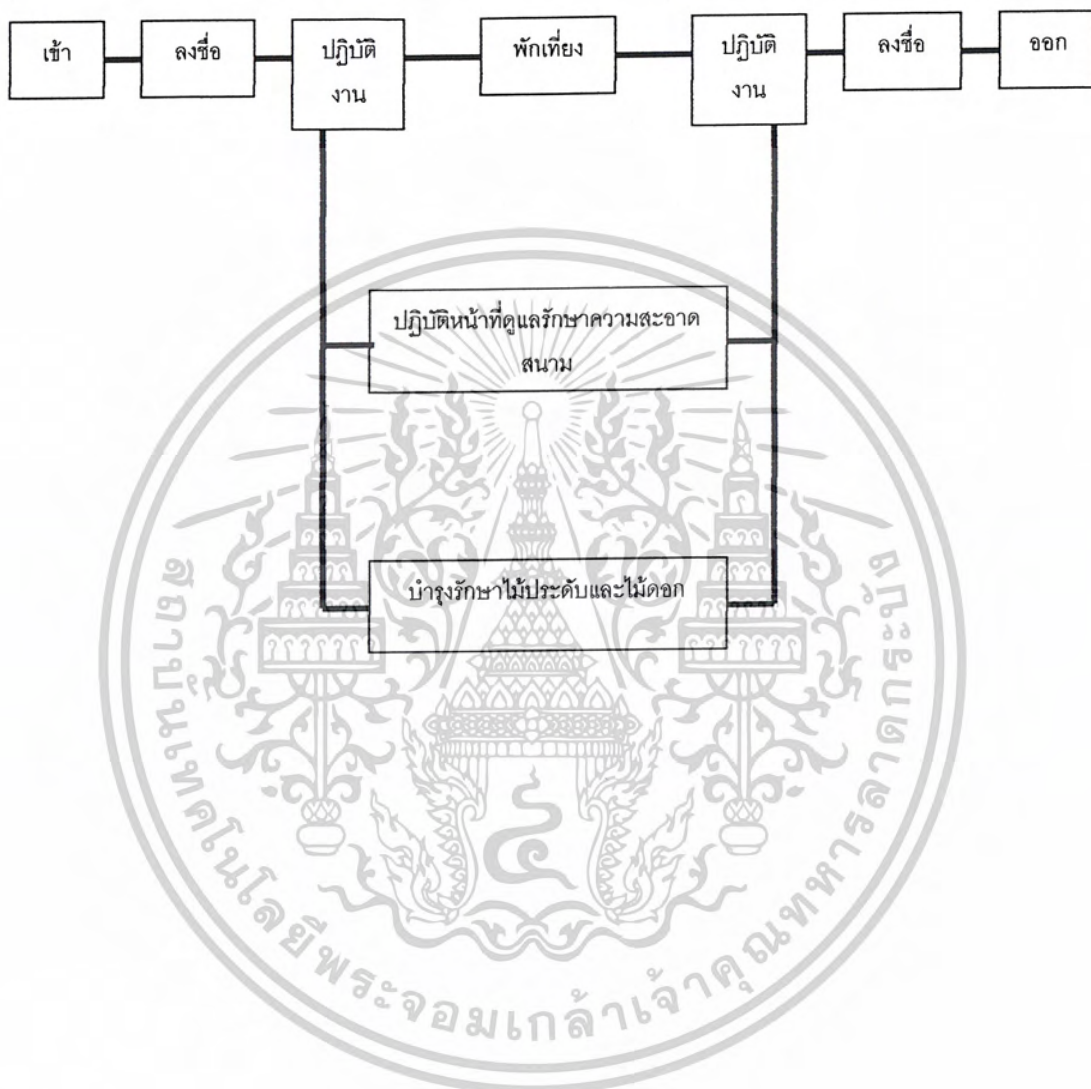 เข้า
ลงชื่อ
ปฏิบัติ
งาน
พักเที่ยง
ปฏิบัติ
งาน
ลงชื่อ
ออก
ปฏิบัติหน้าที่ดูแลรักษาความสะอาด
สนาม
บำรุงรักษาไม้ประดับและไม้ดอก
สถาบันเทคโนโลยีพระจอมเกล้าเจ้าคุณทหารลาดกระบัง